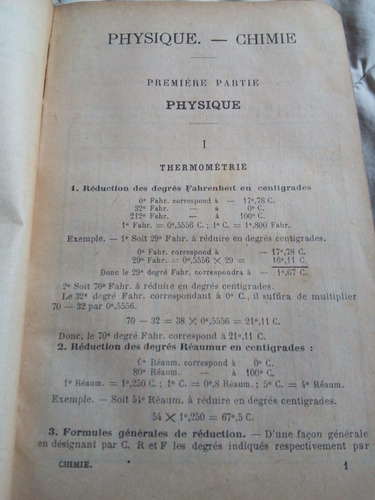 PHYSIQUE. — CHIMIE
PREMIÈRE PARTIE
PHYSIQUE
I
THERMOMÉTRIE
1. Réduction des degrés Fahrenheit en centigrades
0° Fahr. correspond à — 17°,78 C.
32° Fahr. — à 0° C.
212° Fahr. — à 100° C.
1° Fahr. = 0°,5556 C. ; 1° C. = 1°,800 Fahr.
Exemple. — 1° Soit 29° Fahr. à réduire en degrés centigrades.
0° Fahr. correspond à — 17°,78 C.
29° Fahr. = 0°,5556 × 29 = 16°,11 C.
Donc le 29° degré Fahr. correspondra à — 1°,67 C.
2° Soit 70° Fahr. à réduire en degrés centigrades.
Le 32° degré Fahr. correspondant à 0° C., il suffira de multiplier
70 — 32 par 0°,5556.
70 — 32 = 38 × 0°,5556 = 21°,11 C.
Donc, le 70° degré Fahr. correspond à 21°,11 C.
2. Réduction des degrés Réaumur en centigrades :
0° Réaum. correspond à 0° C.
80° Réaum. — à 100° C.
1° Réaum. = 1°,250 C. ; 1° C. = 0°,8 Réaum. ; 5° C. = 4° Réaum.
Exemple. — Soit 54° Réaum. à réduire en degrés centigrades.
54 × 1°,250 = 67°,5 C.
3. Formules générales de réduction. — D'une façon générale
en désignant par C, R et F les degrés indiqués respectivement par
CHIMIE. 1